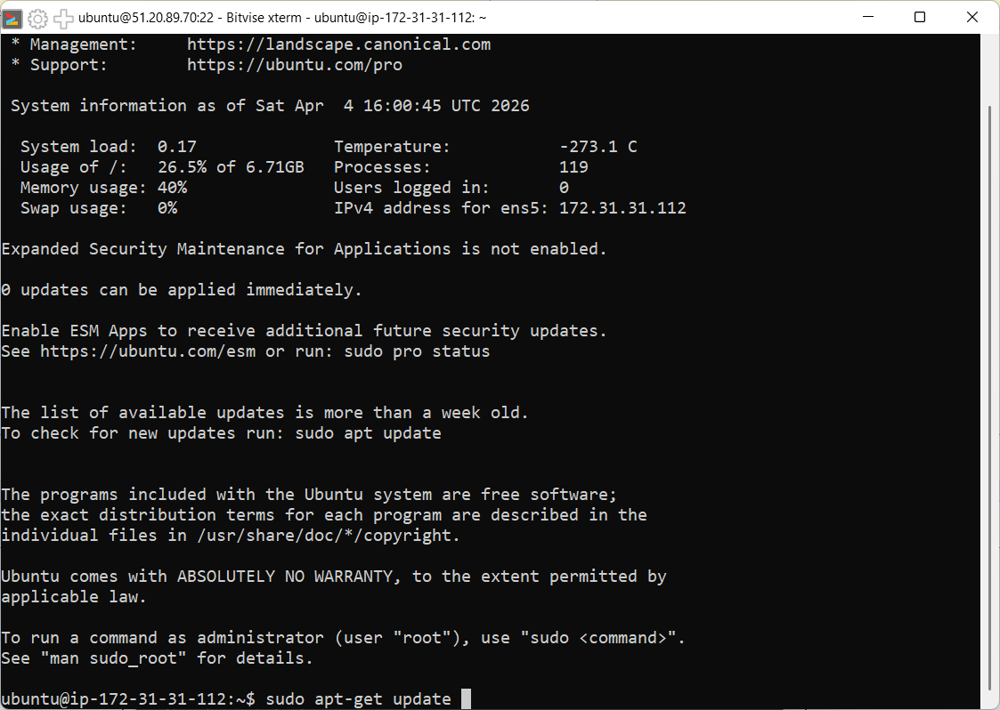 ubuntu@51.20.89.70:22 - Bitvise xterm - ubuntu@ip-172-31-31-112: ~
* Management:     https://landscape.canonical.com
* Support:        https://ubuntu.com/pro
System information as of Sat Apr  4 16:00:45 UTC 2026
System load:  0.17              Temperature:           -273.1 C
Usage of /:   26.5% of 6.71GB   Processes:             119
Memory usage: 40%               Users logged in:       0
Swap usage:   0%                IPv4 address for ens5: 172.31.31.112
Expanded Security Maintenance for Applications is not enabled.
0 updates can be applied immediately.
Enable ESM Apps to receive additional future security updates.
See https://ubuntu.com/esm or run: sudo pro status
The list of available updates is more than a week old.
To check for new updates run: sudo apt update
The programs included with the Ubuntu system are free software;
the exact distribution terms for each program are described in the
individual files in /usr/share/doc/*/copyright.
Ubuntu comes with ABSOLUTELY NO WARRANTY, to the extent permitted by
applicable law.
To run a command as administrator (user "root"), use "sudo <command>".
See "man sudo_root" for details.
ubuntu@ip-172-31-31-112:~$ sudo apt-get update